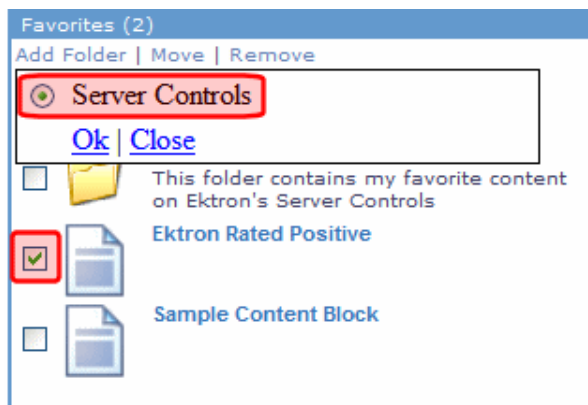 Favorites (2)
Add Folder | Move | Remove
Server Controls
Ok | Close
This folder contains my favorite content
on Ektron's Server Controls
Ektron Rated Positive
Sample Content Block